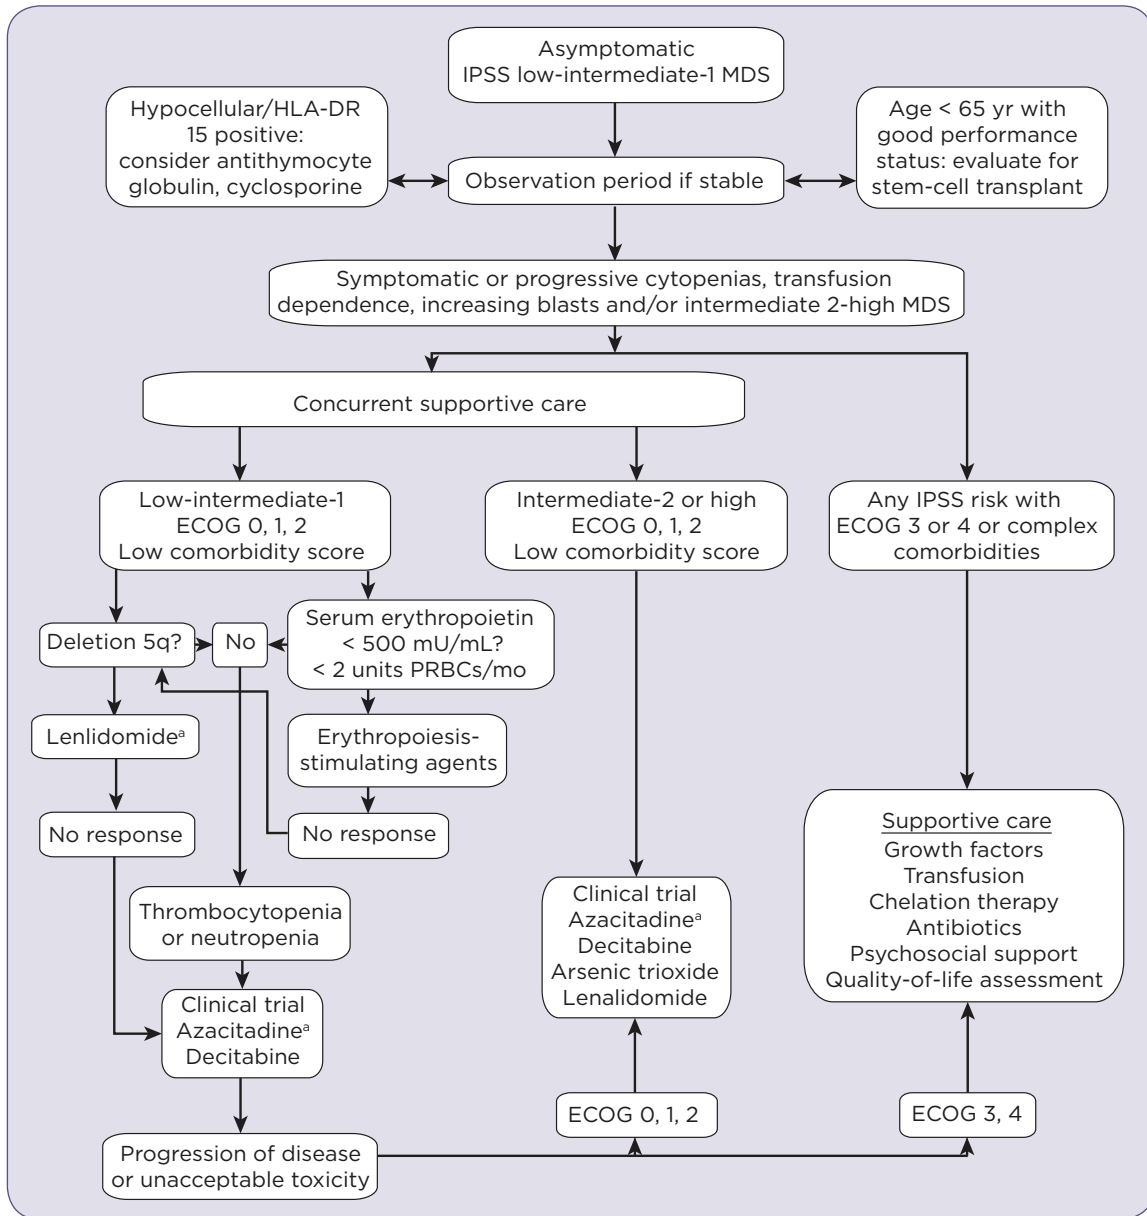 Asymptomatic
IPSS low-intermediate-1 MDS
Hypocellular/HLA-DR
15 positive:
consider antithymocyte
globulin, cyclosporine
Observation period if stable
Age < 65 yr with
good performance
status: evaluate for
stem-cell transplant
Symptomatic or progressive cytopenias, transfusion
dependence, increasing blasts and/or intermediate 2-high MDS
Concurrent supportive care
Low-intermediate-1
ECOG 0, 1, 2
Low comorbidity score
Intermediate-2 or high
ECOG 0, 1, 2
Low comorbidity score
Any IPSS risk with
ECOG 3 or 4 or complex
comorbidities
Deletion 5q?
No
Serum erythropoietin
< 500 mU/mL?
< 2 units PRBCs/mo
Lenlidomideᵃ
Erythropoiesis-
stimulating agents
No response
No response
Thrombocytopenia
or neutropenia
Clinical trial
Azacitadineᵃ
Decitabine
Clinical trial
Azacitadineᵃ
Decitabine
Arsenic trioxide
Lenalidomide
Supportive care
Growth factors
Transfusion
Chelation therapy
Antibiotics
Psychosocial support
Quality-of-life assessment
ECOG 0, 1, 2
ECOG 3, 4
Progression of disease
or unacceptable toxicity